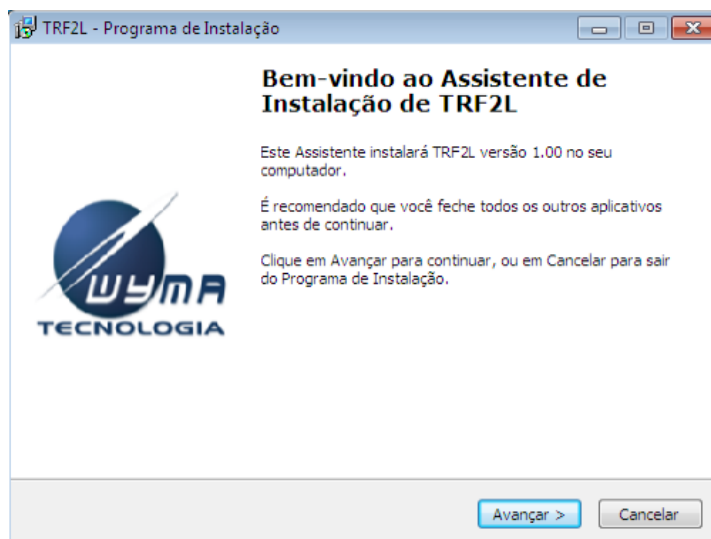 TRF2L - Programa de Instalação
Bem-vindo ao Assistente de
Instalação de TRF2L
Este Assistente instalará TRF2L versão 1.00 no seu
computador.
É recomendado que você feche todos os outros aplicativos
antes de continuar.
Clique em Avançar para continuar, ou em Cancelar para sair
do Programa de Instalação.
WYMA
TECNOLOGIA
Avançar >
Cancelar